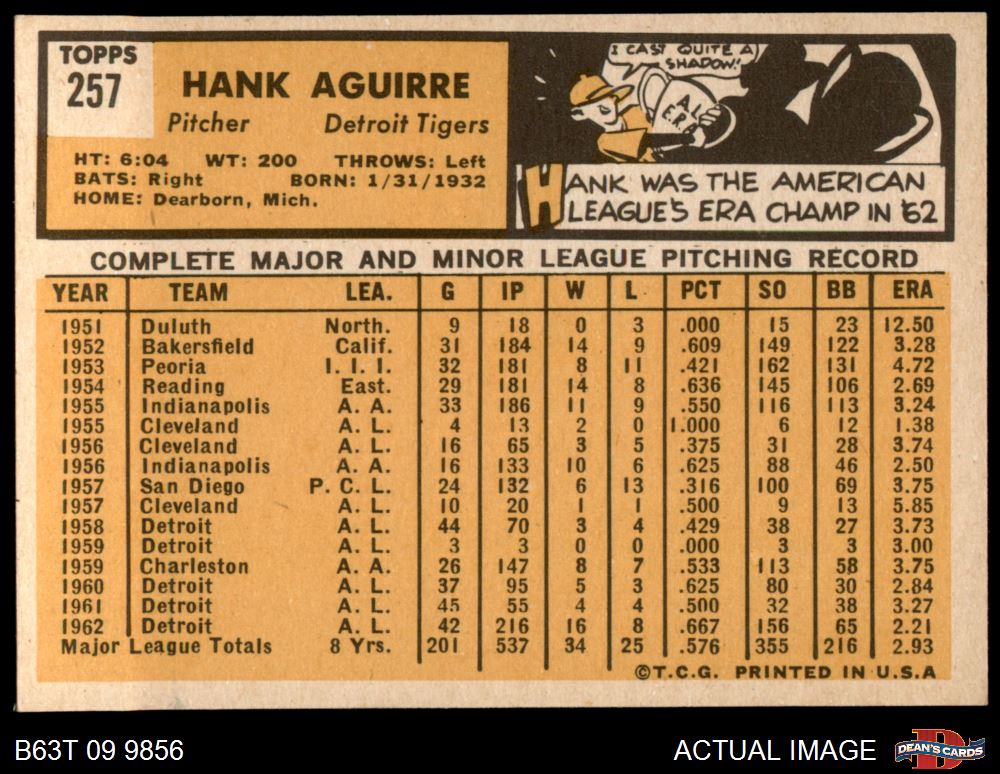 TOPPS
257
HANK AGUIRRE
Pitcher Detroit Tigers
HT: 6:04 WT: 200 THROWS: Left
BATS: Right BORN: 1/31/1932
HOME: Dearborn, Mich.
I CAST QUITE A
SHADOW!
A.L.
ERA
HANK WAS THE AMERICAN
LEAGUE'S ERA CHAMP IN '62
COMPLETE MAJOR AND MINOR LEAGUE PITCHING RECORD
YEAR TEAM LEA. G IP W L PCT SO BB ERA
1951 Duluth North. 9 18 0 3 .000 15 23 12.50
1952 Bakersfield Calif. 31 184 14 9 .609 149 122 3.28
1953 Peoria I. I. I. 32 181 8 11 .421 162 131 4.72
1954 Reading East. 29 181 14 8 .636 145 106 2.69
1955 Indianapolis A. A. 33 186 11 9 .550 116 113 3.24
1955 Cleveland A. L. 4 13 2 0 1.000 6 12 1.38
1956 Cleveland A. L. 16 65 3 5 .375 31 28 3.74
1956 Indianapolis A. A. 16 133 10 6 .625 88 46 2.50
1957 San Diego P. C. L. 24 132 6 13 .316 100 69 3.75
1957 Cleveland A. L. 10 20 1 1 .500 9 13 5.85
1958 Detroit A. L. 44 70 3 4 .429 38 27 3.73
1959 Detroit A. L. 3 3 0 0 .000 3 3 3.00
1959 Charleston A. A. 26 147 8 7 .533 113 58 3.75
1960 Detroit A. L. 37 95 5 3 .625 80 30 2.84
1961 Detroit A. L. 45 55 4 4 .500 32 38 3.27
1962 Detroit A. L. 42 216 16 8 .667 156 65 2.21
Major League Totals 8 Yrs. 201 537 34 25 .576 355 216 2.93
©T.C.G. PRINTED IN U.S.A
B63T 09 9856
ACTUAL IMAGE
DEAN'S CARDS